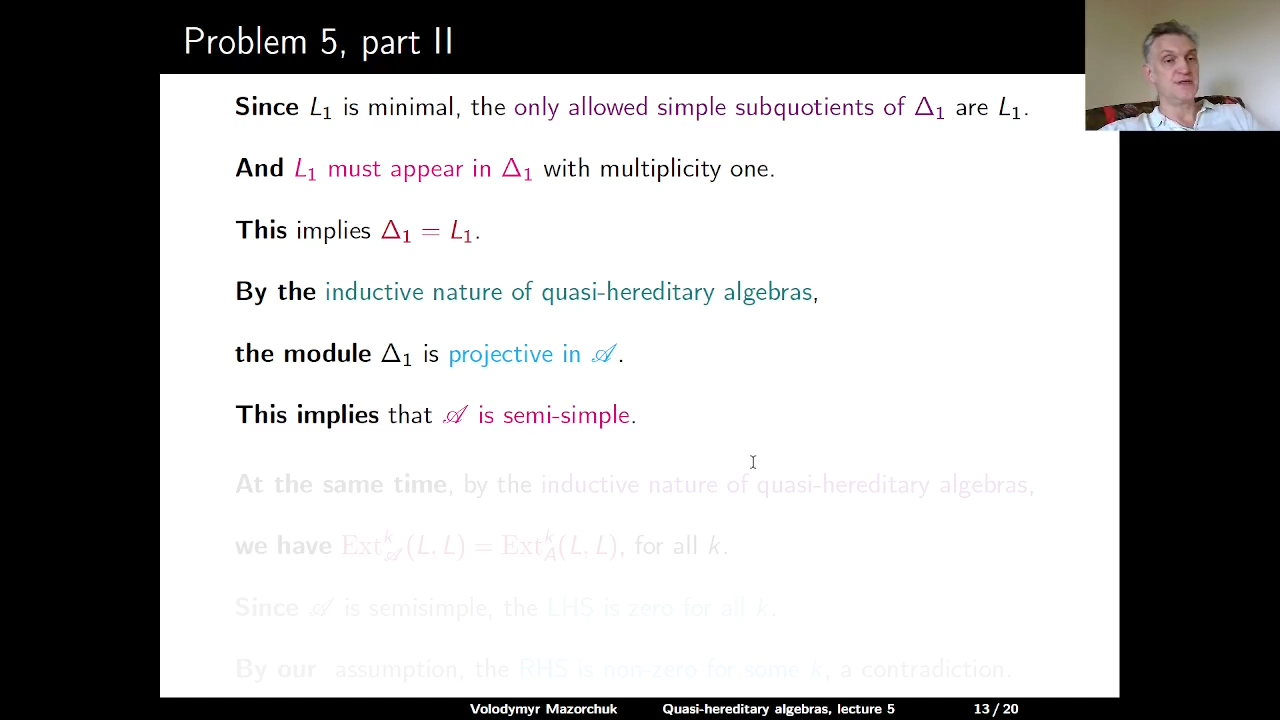 Problem 5, part II
Since L₁ is minimal, the only allowed simple subquotients of Δ₁ are L₁.
And L₁ must appear in Δ₁ with multiplicity one.
This implies Δ₁ = L₁.
By the inductive nature of quasi-hereditary algebras,
the module Δ₁ is projective in 𝒜.
This implies that 𝒜 is semi-simple.
At the same time, by the inductive nature of quasi-hereditary algebras,
we have Extᵏ_𝒜(L, L) = Extᵏ_A(L, L), for all k.
Since 𝒜 is semisimple, the LHS is zero for all k.
By our assumption, the RHS is non-zero for some k, a contradiction.
Volodymyr Mazorchuk Quasi-hereditary algebras, lecture 5 13 / 20